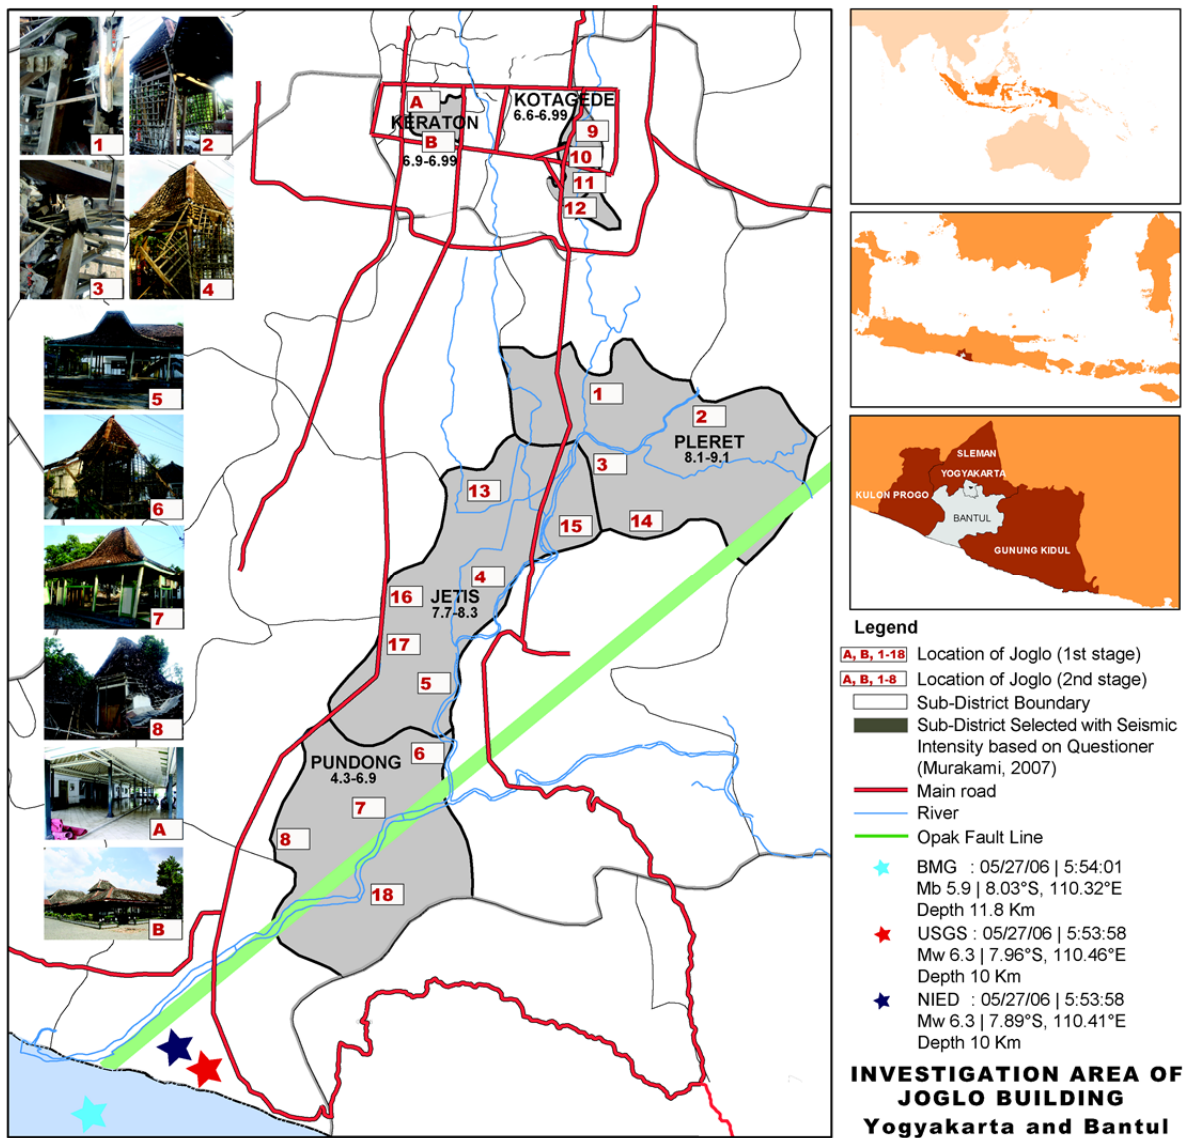 1
2
3
4
5
6
7
8
A
B
A
KERATON
B
6.9-6.99
KOTAGEDE
6.6-6.99
9
10
11
12
1
2
PLERET
8.1-9.1
3
13
15
14
4
16
JETIS
7.7-8.3
17
5
6
PUNDONG
4.3-6.9
7
8
18
SLEMAN
YOGYAKARTA
KULON PROGO
BANTUL
GUNUNG KIDUL
Legend
A, B, 1-18 Location of Joglo (1st stage)
A, B, 1-8 Location of Joglo (2nd stage)
Sub-District Boundary
Sub-District Selected with Seismic
Intensity based on Questioner
(Murakami, 2007)
Main road
River
Opak Fault Line
BMG : 05/27/06 | 5:54:01
Mb 5.9 | 8.03°S, 110.32°E
Depth 11.8 Km
USGS : 05/27/06 | 5:53:58
Mw 6.3 | 7.96°S, 110.46°E
Depth 10 Km
NIED : 05/27/06 | 5:53:58
Mw 6.3 | 7.89°S, 110.41°E
Depth 10 Km
INVESTIGATION AREA OF
JOGLO BUILDING
Yogyakarta and Bantul